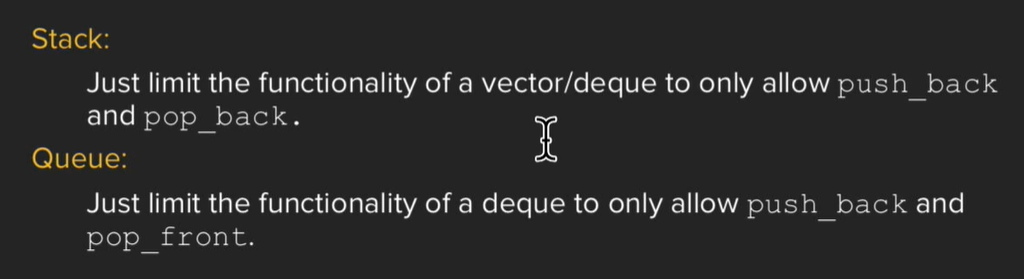 Stack:
Just limit the functionality of a vector/deque to only allow push_back
and pop_back.
Queue:
Just limit the functionality of a deque to only allow push_back and
pop_front.